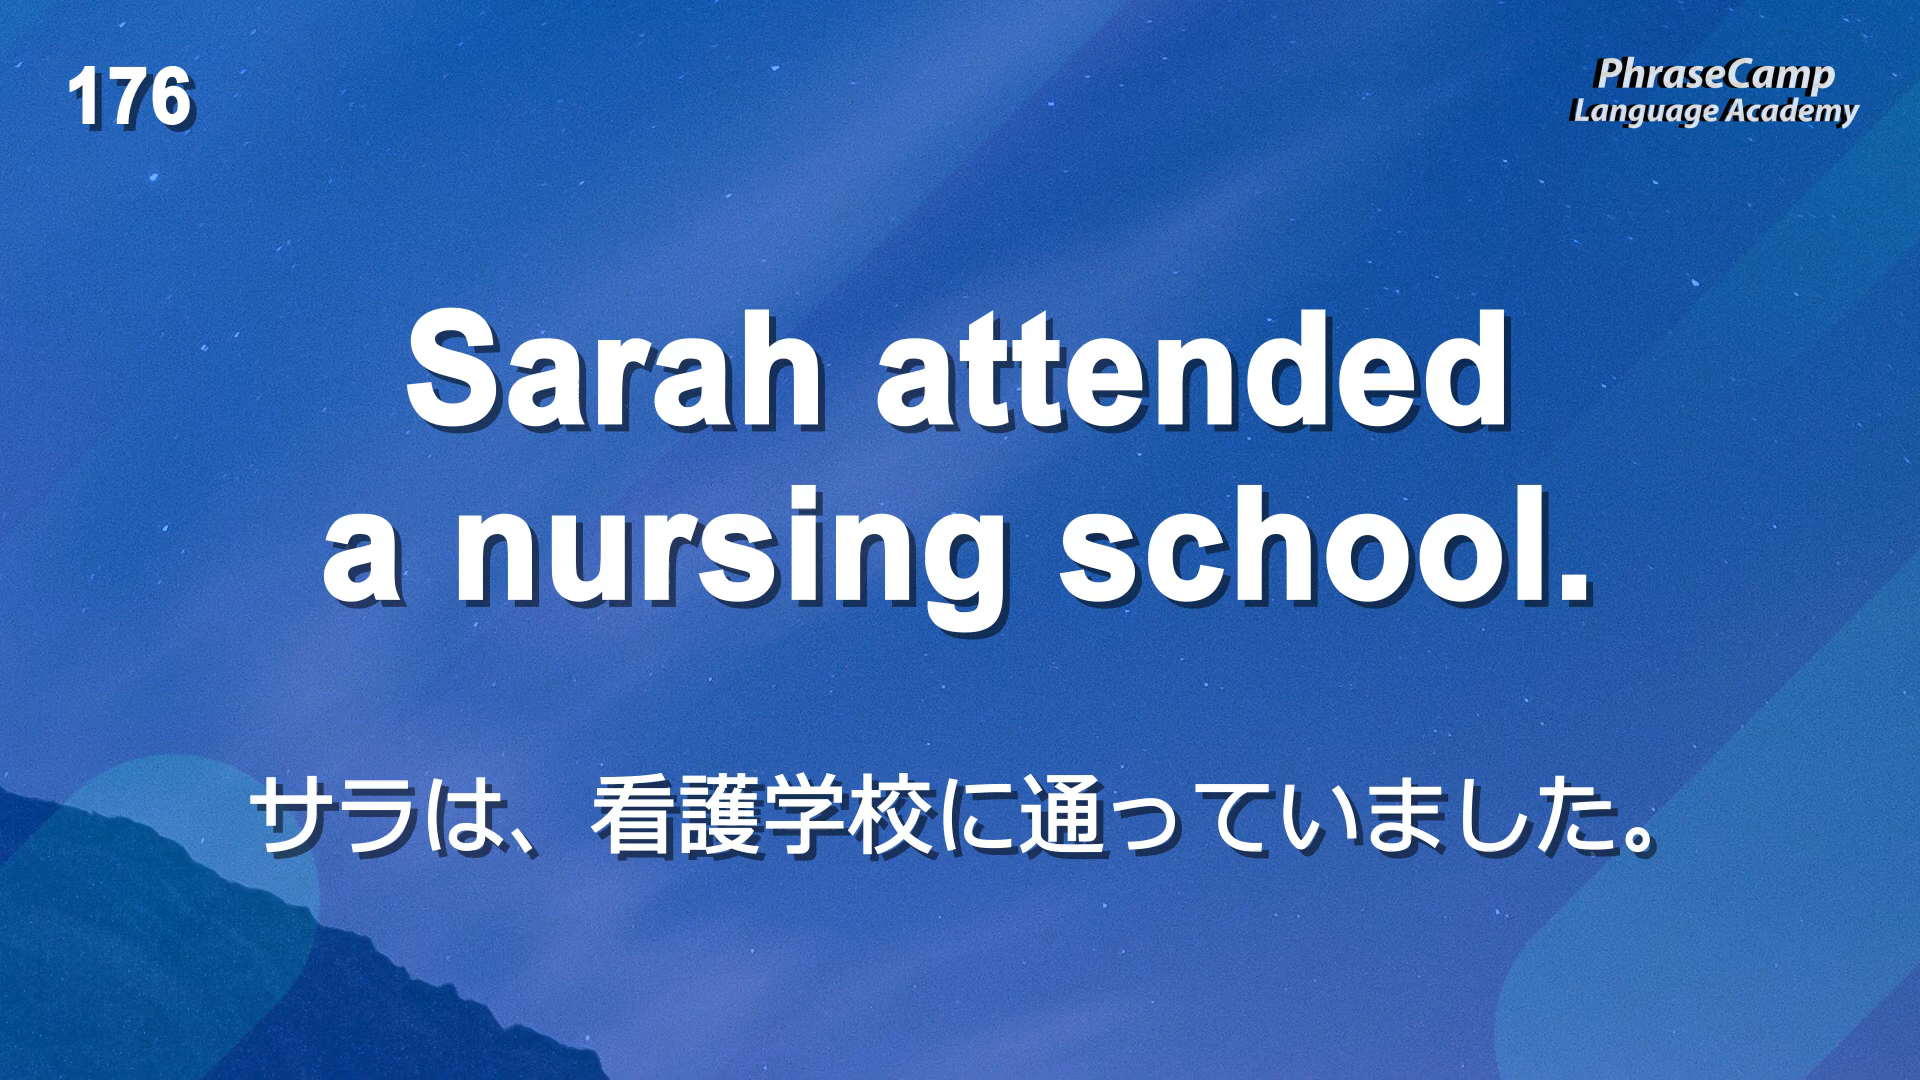 176
PhraseCamp
Language Academy
Sarah attended
a nursing school.
サラは、看護学校に通っていました。